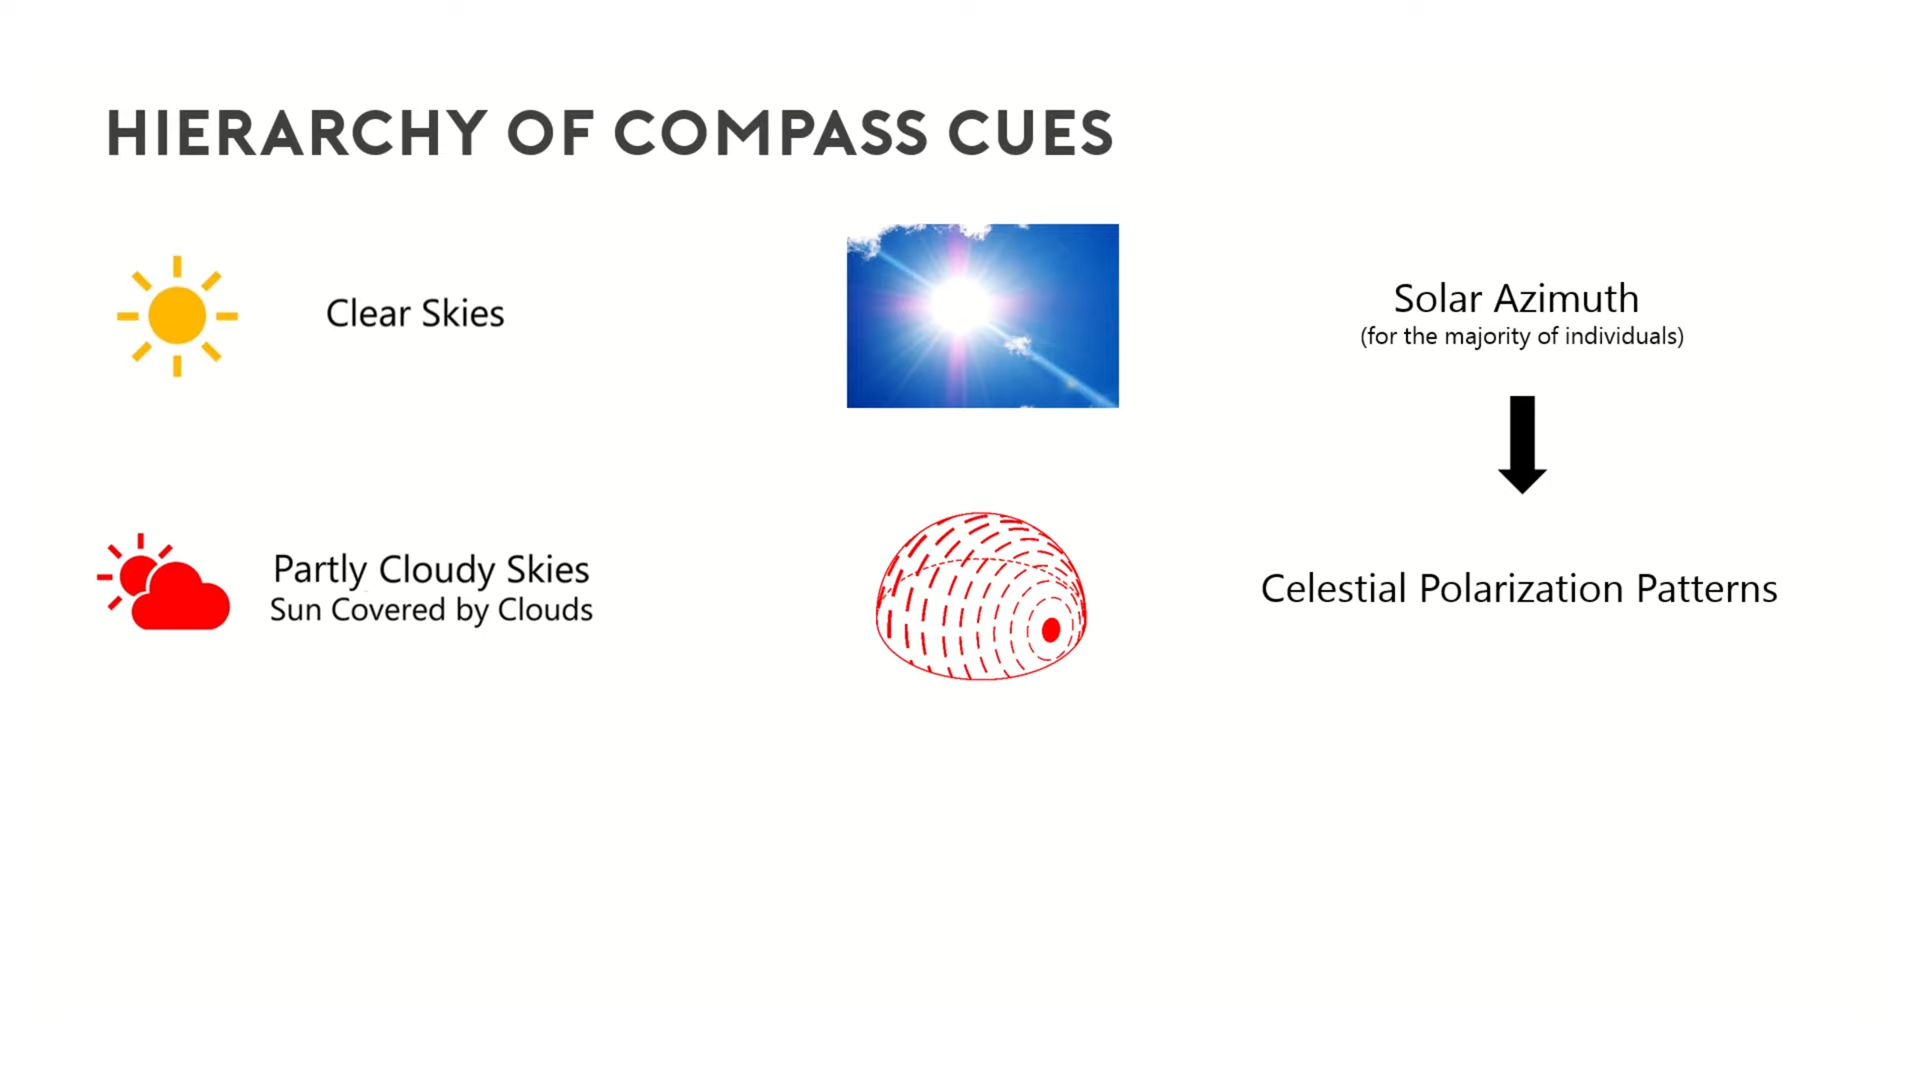 HIERARCHY OF COMPASS CUES
Clear Skies
Solar Azimuth
(for the majority of individuals)
Partly Cloudy Skies
Sun Covered by Clouds
Celestial Polarization Patterns